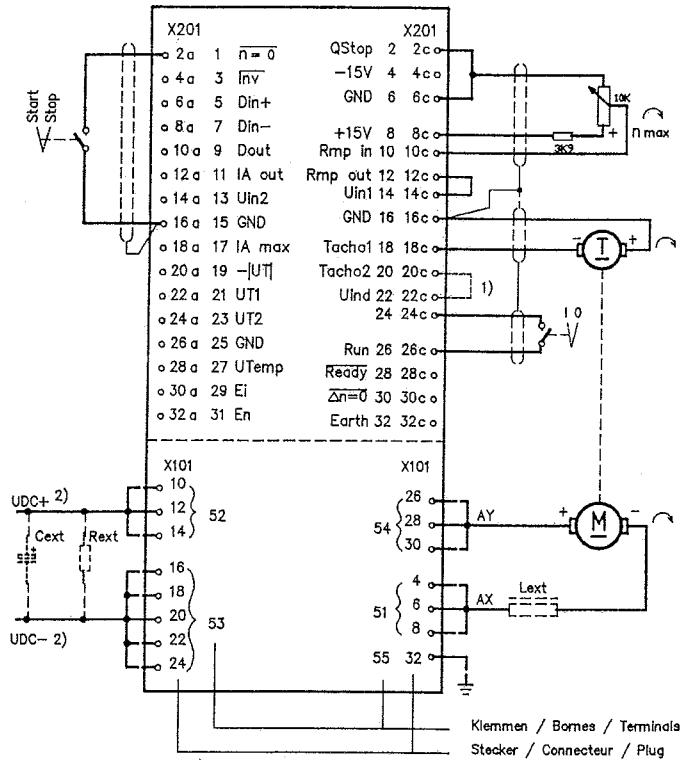 X201 X201
2a 1 n=0 QStop 2 2c
4a 3 Inv -15V 4 4c
6a 5 Din+ GND 6 6c
8a 7 Din- +15V 8 8c
10a 9 Dout Rmp in 10 10c
12a 11 IA out Rmp out 12 12c
14a 13 Uin2 Uin1 14 14c
16a 15 GND GND 16 16c
18a 17 IA max Tacho1 18 18c
20a 19 -|UT| Tacho2 20 20c
22a 21 UT1 Uind 22 22c
24a 23 UT2 24 24c
26a 25 GND Run 26 26c
28a 27 UTemp Ready 28 28c
30a 29 Ei Δn=0 30 30c
32a 31 En Earth 32 32c
Start
Stop
10K
+
n max
3K9
- T +
1)
I 0
X101 X101
10
UDC+ 2) 12 52
14
Cext Rext
16
18
20 53
22
24
UDC- 2)
26
54 28 AY
30
+ M -
4
51 6 AX
8
Lext
55 32
Klemmen / Bornes / Terminals
Stecker / Connecteur / Plug